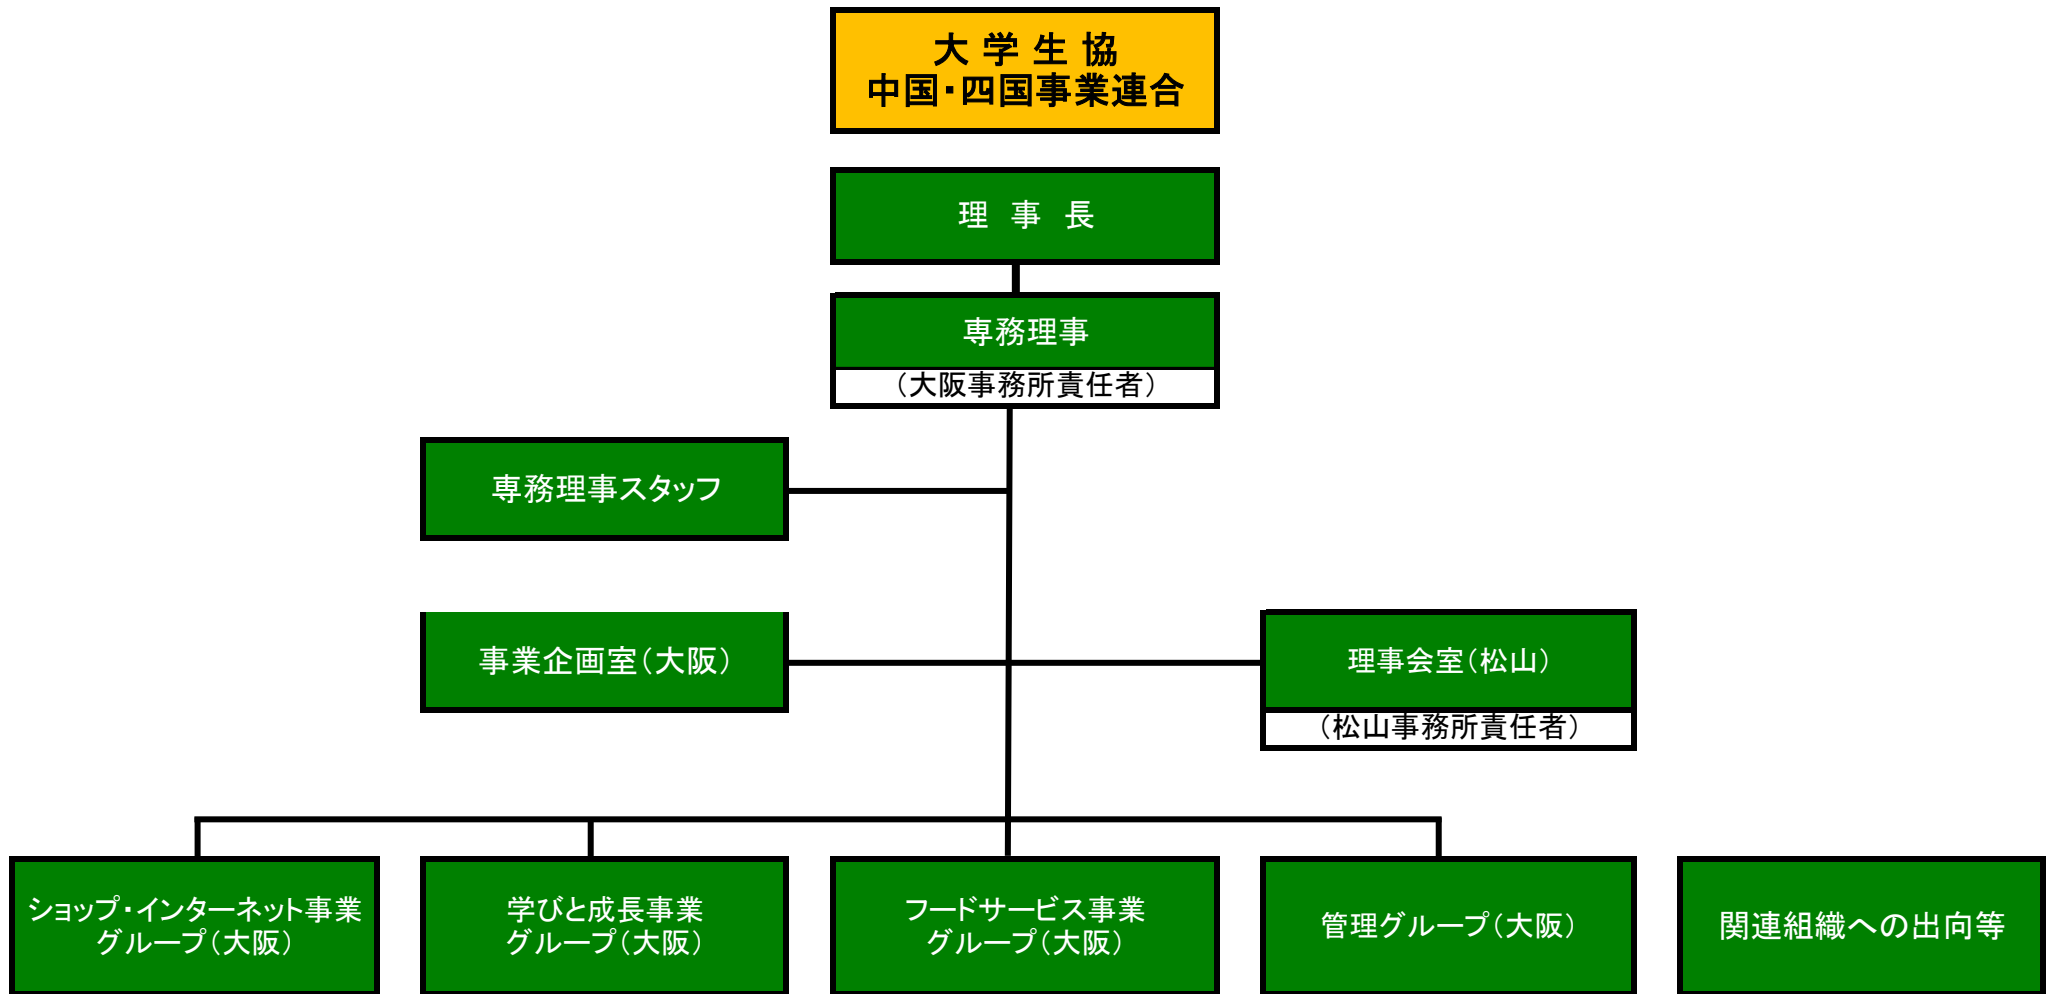 大 学 生 協
中国・四国事業連合
理　事　長
専務理事
（大阪事務所責任者）
専務理事スタッフ
事業企画室（大阪）
理事会室（松山）
（松山事務所責任者）
ショップ・インターネット事業
グループ（大阪）
学びと成長事業
グループ（大阪）
フードサービス事業
グループ（大阪）
管理グループ（大阪）
関連組織への出向等